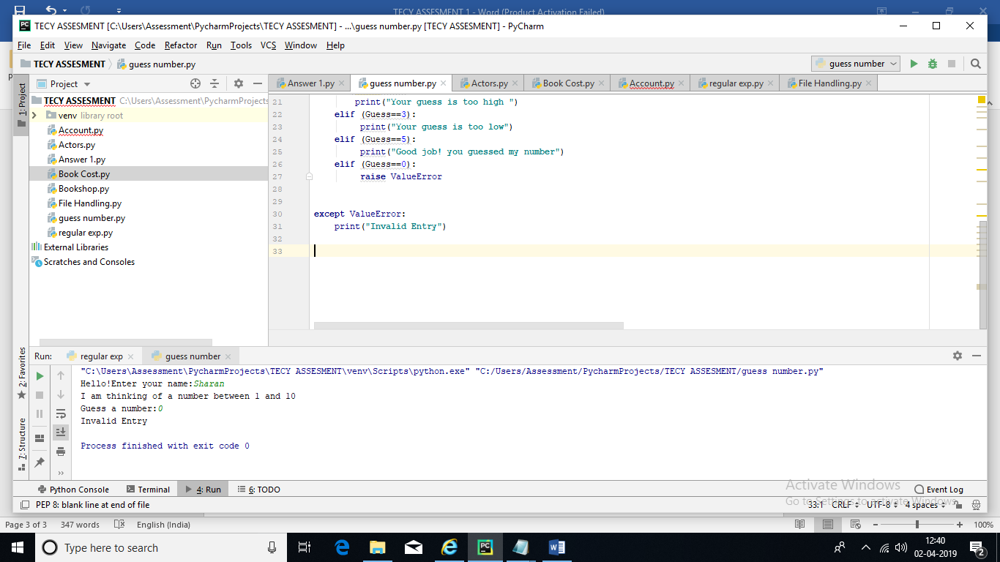 TECY ASSESMENT 1 - Word (Product Activation Failed)
PC TECY ASSESMENT [C:\Users\Assessment\PycharmProjects\TECY ASSESMENT] - ...\guess number.py [TECY ASSESMENT] - PyCharm
File Edit View Navigate Code Refactor Run Tools VCS Window Help
TECY ASSESMENT guess number.py guess number
1: Project
Project
Answer 1.py guess number.py Actors.py Book Cost.py Account.py regular exp.py File Handling.py
TECY ASSESMENT C:\Users\Assessment\PycharmProjects
venv library root
Account.py
Actors.py
Answer 1.py
Book Cost.py
Bookshop.py
File Handling.py
guess number.py
regular exp.py
External Libraries
Scratches and Consoles
21 print("Your guess is too high ")
22 elif (Guess==3):
23 print("Your guess is too low")
24 elif (Guess==5):
25 print("Good job! you guessed my number")
26 elif (Guess==0):
27 raise ValueError
28
29
30 except ValueError:
31 print("Invalid Entry")
32
33
2: Favorites
7: Structure
Run: regular exp guess number
"C:\Users\Assessment\PycharmProjects\TECY ASSESMENT\venv\Scripts\python.exe" "C:/Users/Assessment/PycharmProjects/TECY ASSESMENT/guess number.py"
Hello!Enter your name:Sharan
I am thinking of a number between 1 and 10
Guess a number:0
Invalid Entry
Process finished with exit code 0
Python Console Terminal 4: Run 6: TODO Event Log
Activate Windows
Go to Settings to activate Windows.
PEP 8: blank line at end of file 33:1 CRLF UTF-8 4 spaces
Page 3 of 3 347 words English (India) 100%
Type here to search
PC
12:40
02-04-2019
2